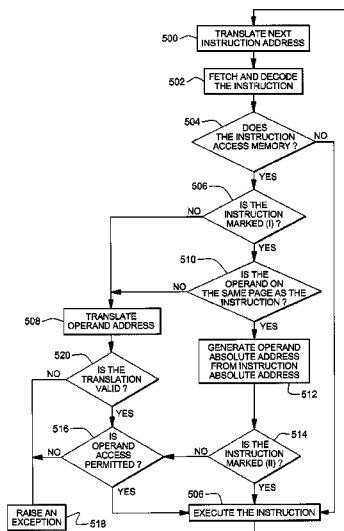 500
TRANSLATE NEXT
INSTRUCTION ADDRESS
502
FETCH AND DECODE
THE INSTRUCTION
504
DOES
THE INSTRUCTION
ACCESS MEMORY ?
NO
YES
506
IS THE
INSTRUCTION
MARKED (I) ?
NO
YES
510
IS THE
OPERAND ON
THE SAME PAGE AS THE
INSTRUCTION ?
NO
YES
TRANSLATE
OPERAND ADDRESS
508
GENERATE OPERAND
ABSOLUTE ADDRESS
FROM INSTRUCTION
ABSOLUTE ADDRESS
512
520
IS THE
TRANSLATION
VALID ?
NO
YES
516
IS
OPERAND
ACCESS
PERMITTED ?
NO
YES
514
IS THE
INSTRUCTION
MARKED (II) ?
NO
YES
RAISE AN
EXCEPTION
518
506
EXECUTE THE INSTRUCTION